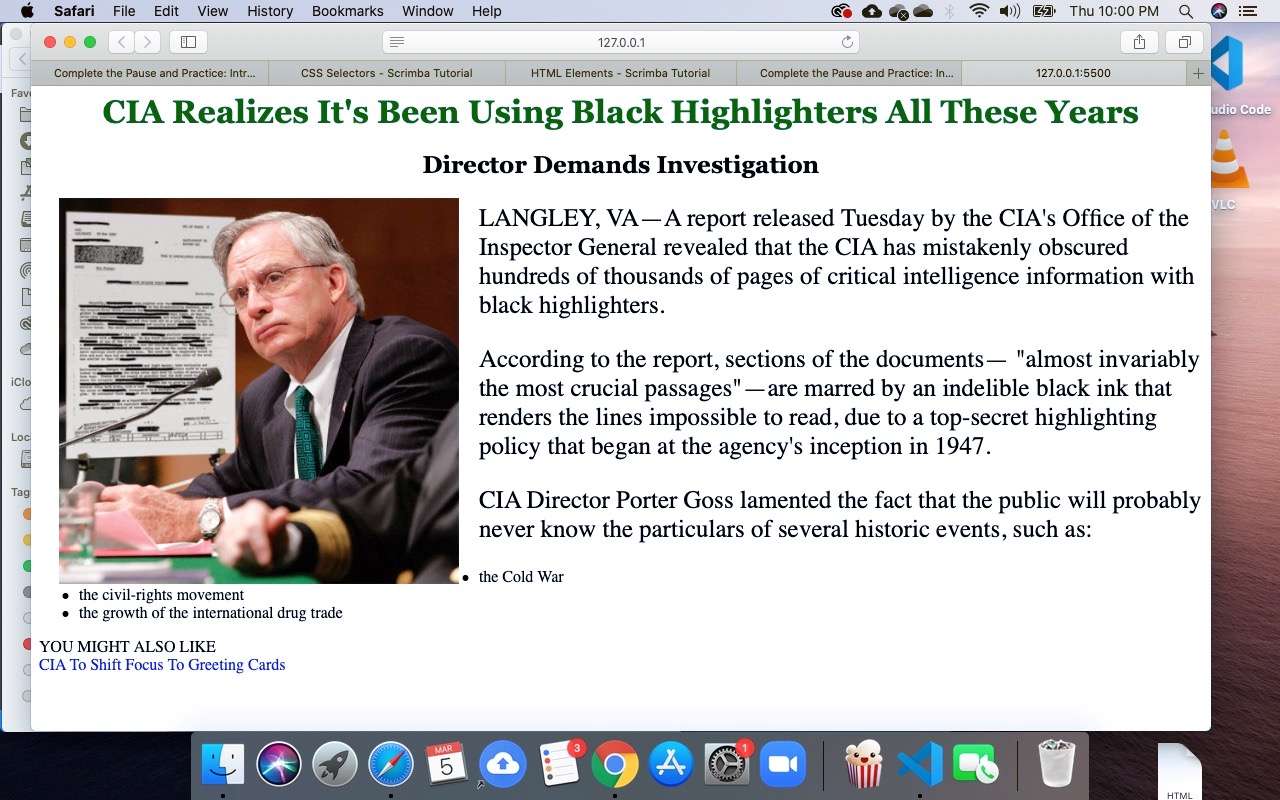 Safari File Edit View History Bookmarks Window Help Thu 10:00 PM
127.0.0.1
Complete the Pause and Practice: Intr... CSS Selectors - Scrimba Tutorial HTML Elements - Scrimba Tutorial Complete the Pause and Practice: In... 127.0.0.1:5500
Fav
iClo
Loca
Tag
CIA Realizes It's Been Using Black Highlighters All These Years
Director Demands Investigation
LANGLEY, VA—A report released Tuesday by the CIA's Office of the
Inspector General revealed that the CIA has mistakenly obscured
hundreds of thousands of pages of critical intelligence information with
black highlighters.
According to the report, sections of the documents— "almost invariably
the most crucial passages"—are marred by an indelible black ink that
renders the lines impossible to read, due to a top-secret highlighting
policy that began at the agency's inception in 1947.
CIA Director Porter Goss lamented the fact that the public will probably
never know the particulars of several historic events, such as:
• the Cold War
• the civil-rights movement
• the growth of the international drug trade
YOU MIGHT ALSO LIKE
CIA To Shift Focus To Greeting Cards
udio Code
VLC
MAR
5
3
1
HTML